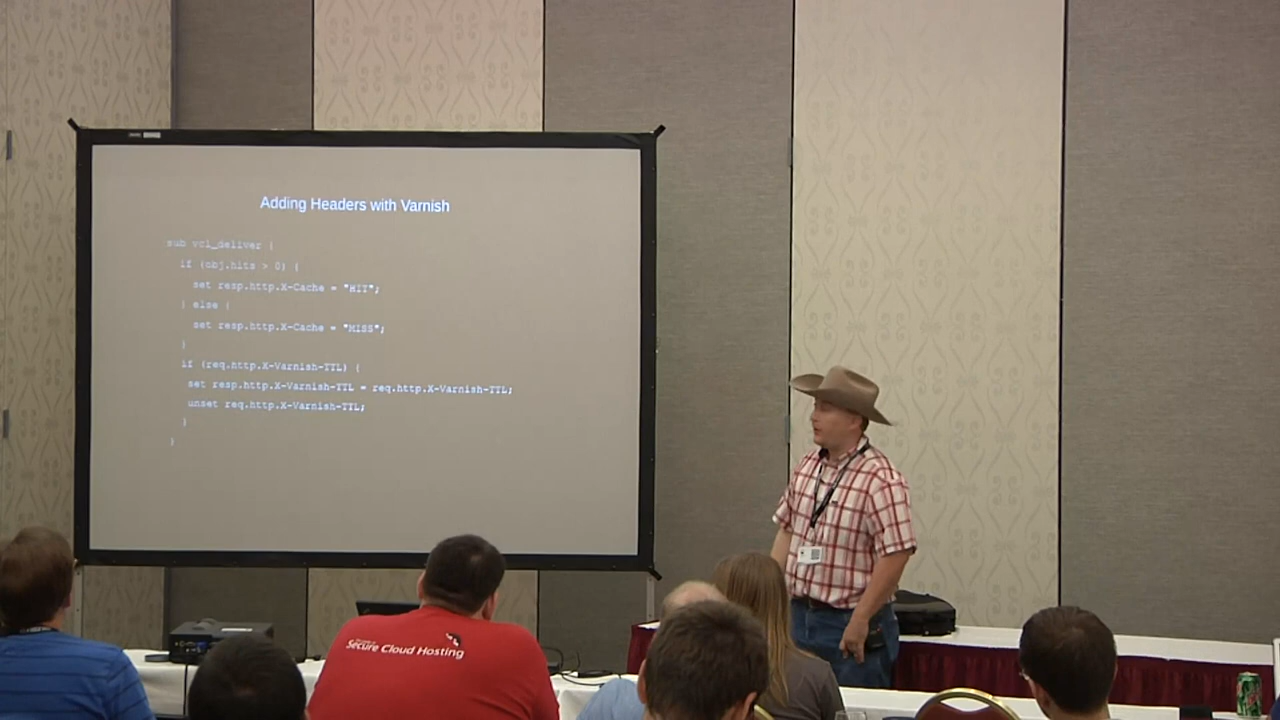 Adding Headers with Varnish
sub vcl_deliver {
if (obj.hits > 0) {
set resp.http.X-Cache = "HIT";
} else {
set resp.http.X-Cache = "MISS";
}
if (req.http.X-Varnish-TTL) {
set resp.http.X-Varnish-TTL = req.http.X-Varnish-TTL;
unset req.http.X-Varnish-TTL;
}
}
Secure Cloud Hosting